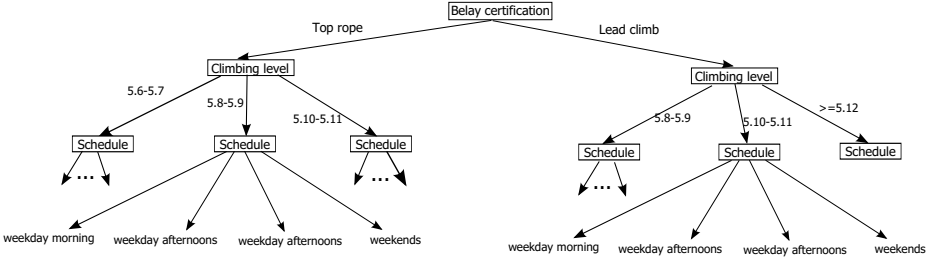 Belay certification
Top rope
Lead climb
Climbing level
Climbing level
5.6-5.7
5.8-5.9
5.10-5.11
5.8-5.9
5.10-5.11
>=5.12
Schedule
Schedule
Schedule
Schedule
Schedule
Schedule
...
...
...
weekday morning
weekday afternoons
weekday afternoons
weekends
weekday morning
weekday afternoons
weekday afternoons
weekends